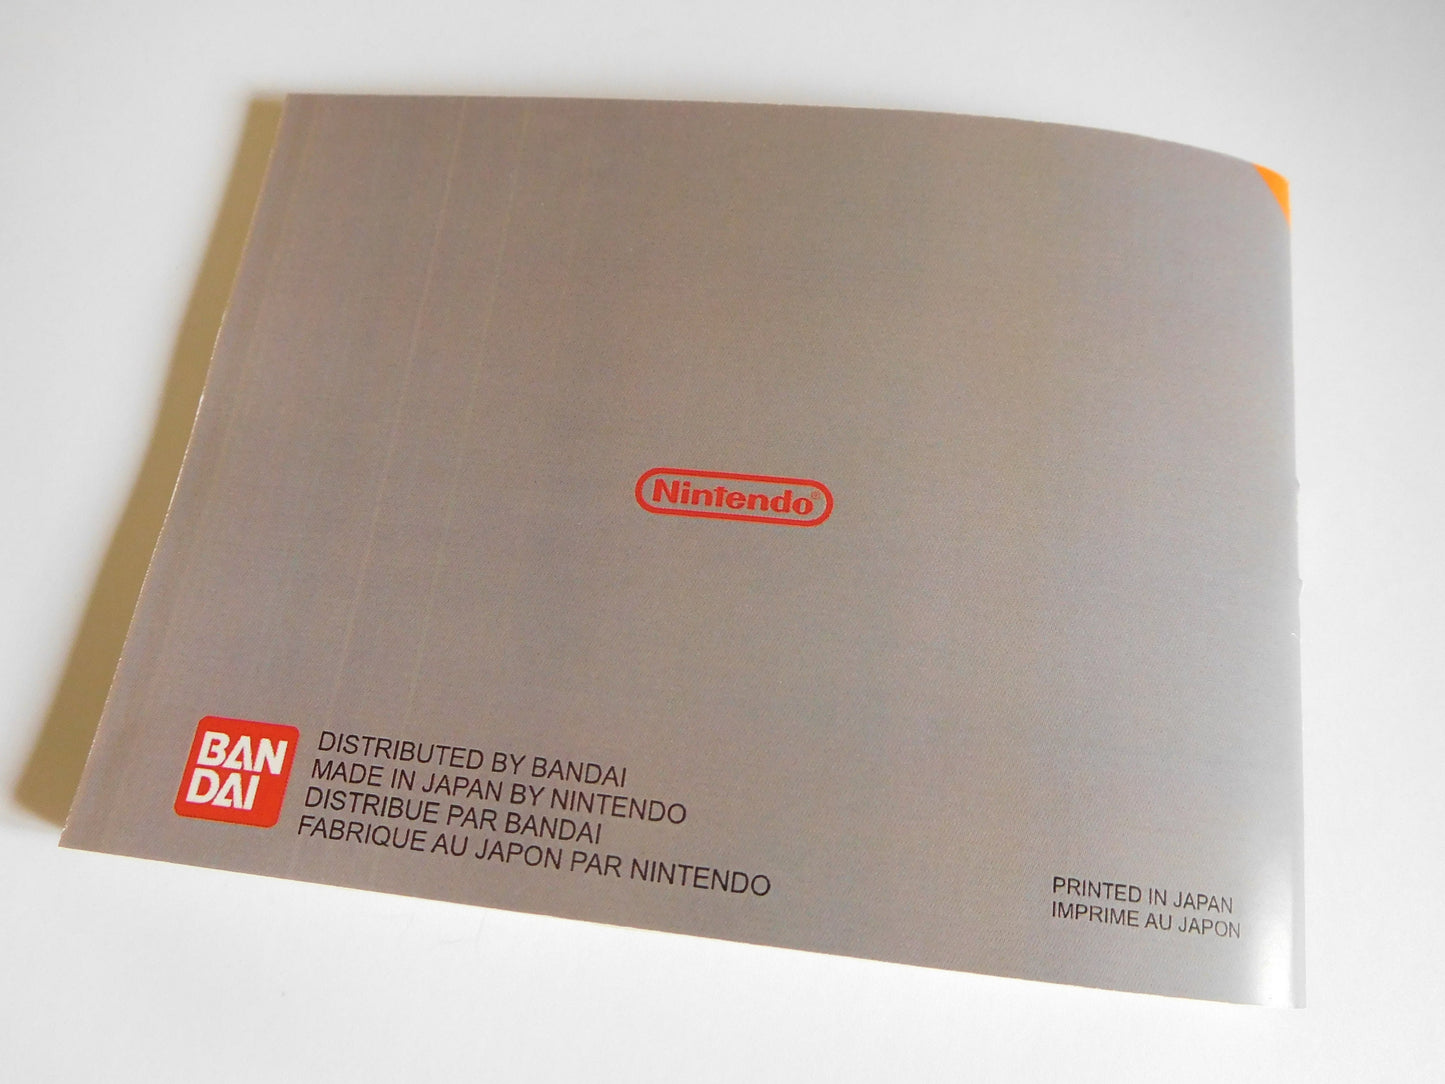 Nintendo®
BAN
DAI
DISTRIBUTED BY BANDAI
MADE IN JAPAN BY NINTENDO
DISTRIBUE PAR BANDAI
FABRIQUE AU JAPON PAR NINTENDO
PRINTED IN JAPAN
IMPRIME AU JAPON